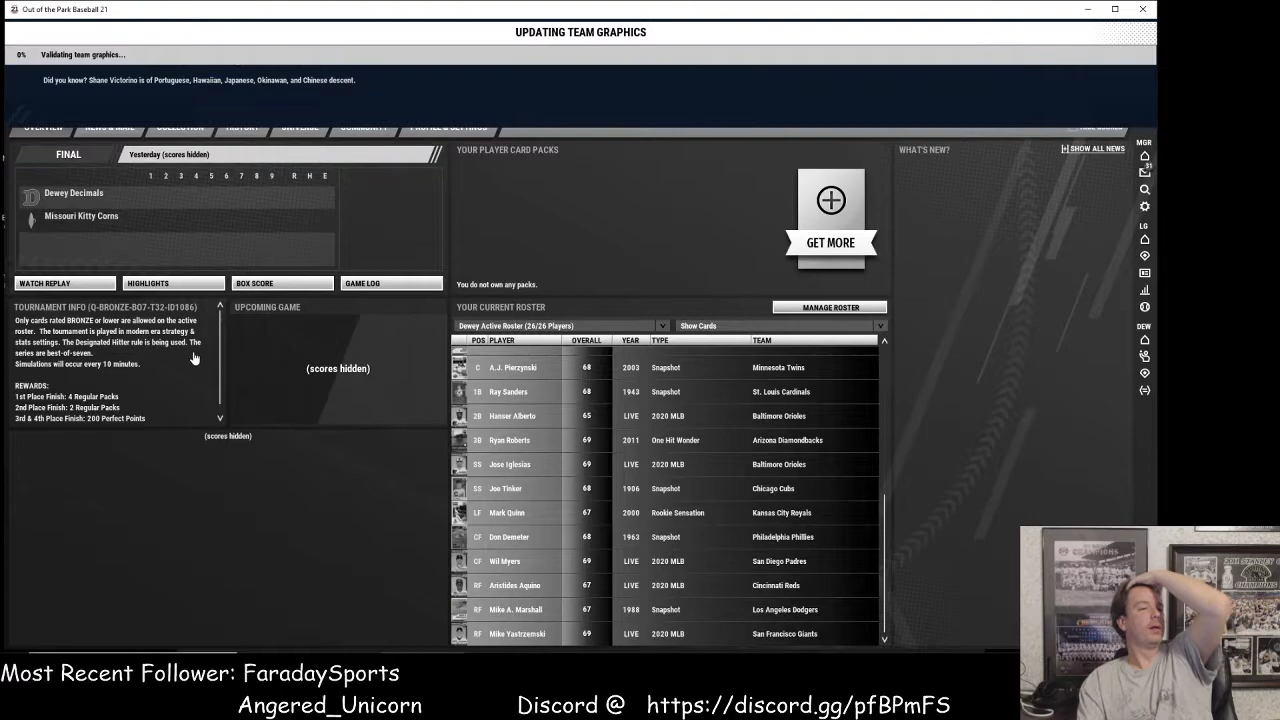 Out of the Park Baseball 21
UPDATING TEAM GRAPHICS
0% Validating team graphics...
Did you know? Shane Victorino is of Portuguese, Hawaiian, Japanese, Okinawan, and Chinese descent.
OVERVIEW NEWS & MAIL COLLECTION HISTORY UNIVERSE COMMUNITY PROFILE & SETTINGS
FINAL Yesterday (scores hidden)
1 2 3 4 5 6 7 8 9 R H E
Dewey Decimals
Missouri Kitty Corns
WATCH REPLAY HIGHLIGHTS BOX SCORE GAME LOG
TOURNAMENT INFO (Q-BRONZE-BO7-T32-ID1086)
Only cards rated BRONZE or lower are allowed on the active
roster. The tournament is played in modern era strategy &
stats settings. The Designated Hitter rule is being used. The
series are best-of-seven.
Simulations will occur every 10 minutes.
REWARDS:
1st Place Finish: 4 Regular Packs
2nd Place Finish: 2 Regular Packs
3rd & 4th Place Finish: 200 Perfect Points
UPCOMING GAME
(scores hidden)
(scores hidden)
YOUR PLAYER CARD PACKS
GET MORE
You do not own any packs.
YOUR CURRENT ROSTER MANAGE ROSTER
Dewey Active Roster (26/26 Players) Show Cards
POS PLAYER OVERALL YEAR TYPE TEAM
C A.J. Pierzynski 68 2003 Snapshot Minnesota Twins
1B Ray Sanders 68 1943 Snapshot St. Louis Cardinals
2B Hanser Alberto 65 LIVE 2020 MLB Baltimore Orioles
3B Ryan Roberts 69 2011 One Hit Wonder Arizona Diamondbacks
SS Jose Iglesias 69 LIVE 2020 MLB Baltimore Orioles
SS Joe Tinker 68 1906 Snapshot Chicago Cubs
LF Mark Quinn 67 2000 Rookie Sensation Kansas City Royals
CF Don Demeter 68 1963 Snapshot Philadelphia Phillies
CF Wil Myers 69 LIVE 2020 MLB San Diego Padres
RF Aristides Aquino 67 LIVE 2020 MLB Cincinnati Reds
RF Mike A. Marshall 67 1988 Snapshot Los Angeles Dodgers
RF Mike Yastrzemski 69 LIVE 2020 MLB San Francisco Giants
WHAT'S NEW? [+] SHOW ALL NEWS
MGR
31
LG
DEW
CHAMPIONS
2011 STANLEY C
CHAMPIONS
Most Recent Follower: FaradaySports
Angered_Unicorn Discord @ https://discord.gg/pfBPmFS